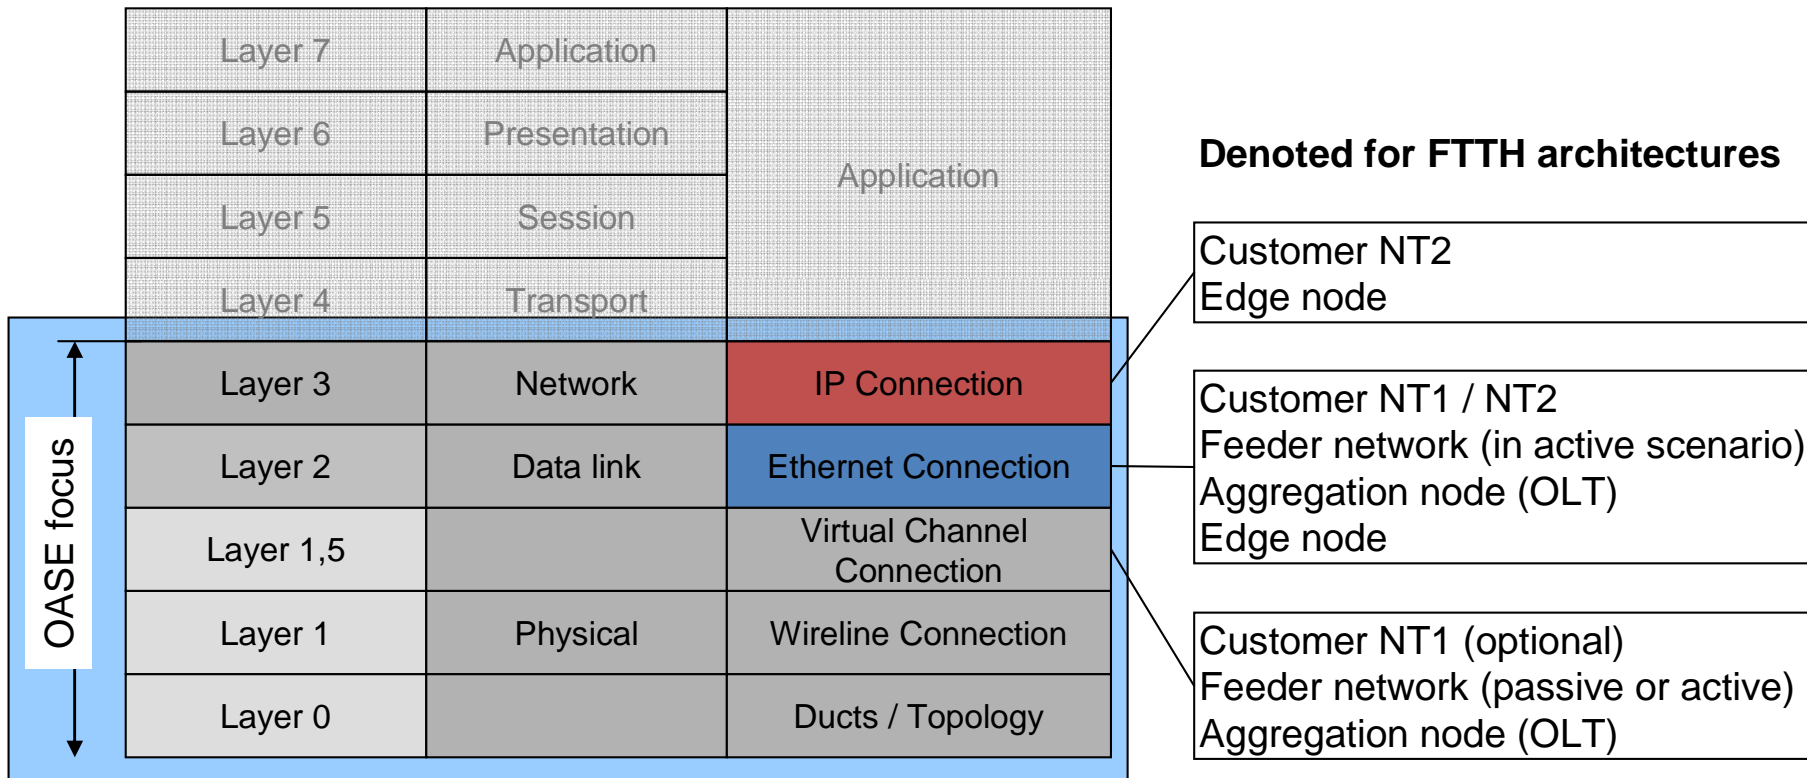 Layer 7 Application
Layer 6 Presentation
Application
Layer 5 Session
Layer 4 Transport
Layer 3 Network IP Connection
Layer 2 Data link Ethernet Connection
Layer 1,5 Virtual Channel
Connection
Layer 1 Physical Wireline Connection
Layer 0 Ducts / Topology
OASE focus
Denoted for FTTH architectures
Customer NT2
Edge node
Customer NT1 / NT2
Feeder network (in active scenario)
Aggregation node (OLT)
Edge node
Customer NT1 (optional)
Feeder network (passive or active)
Aggregation node (OLT)